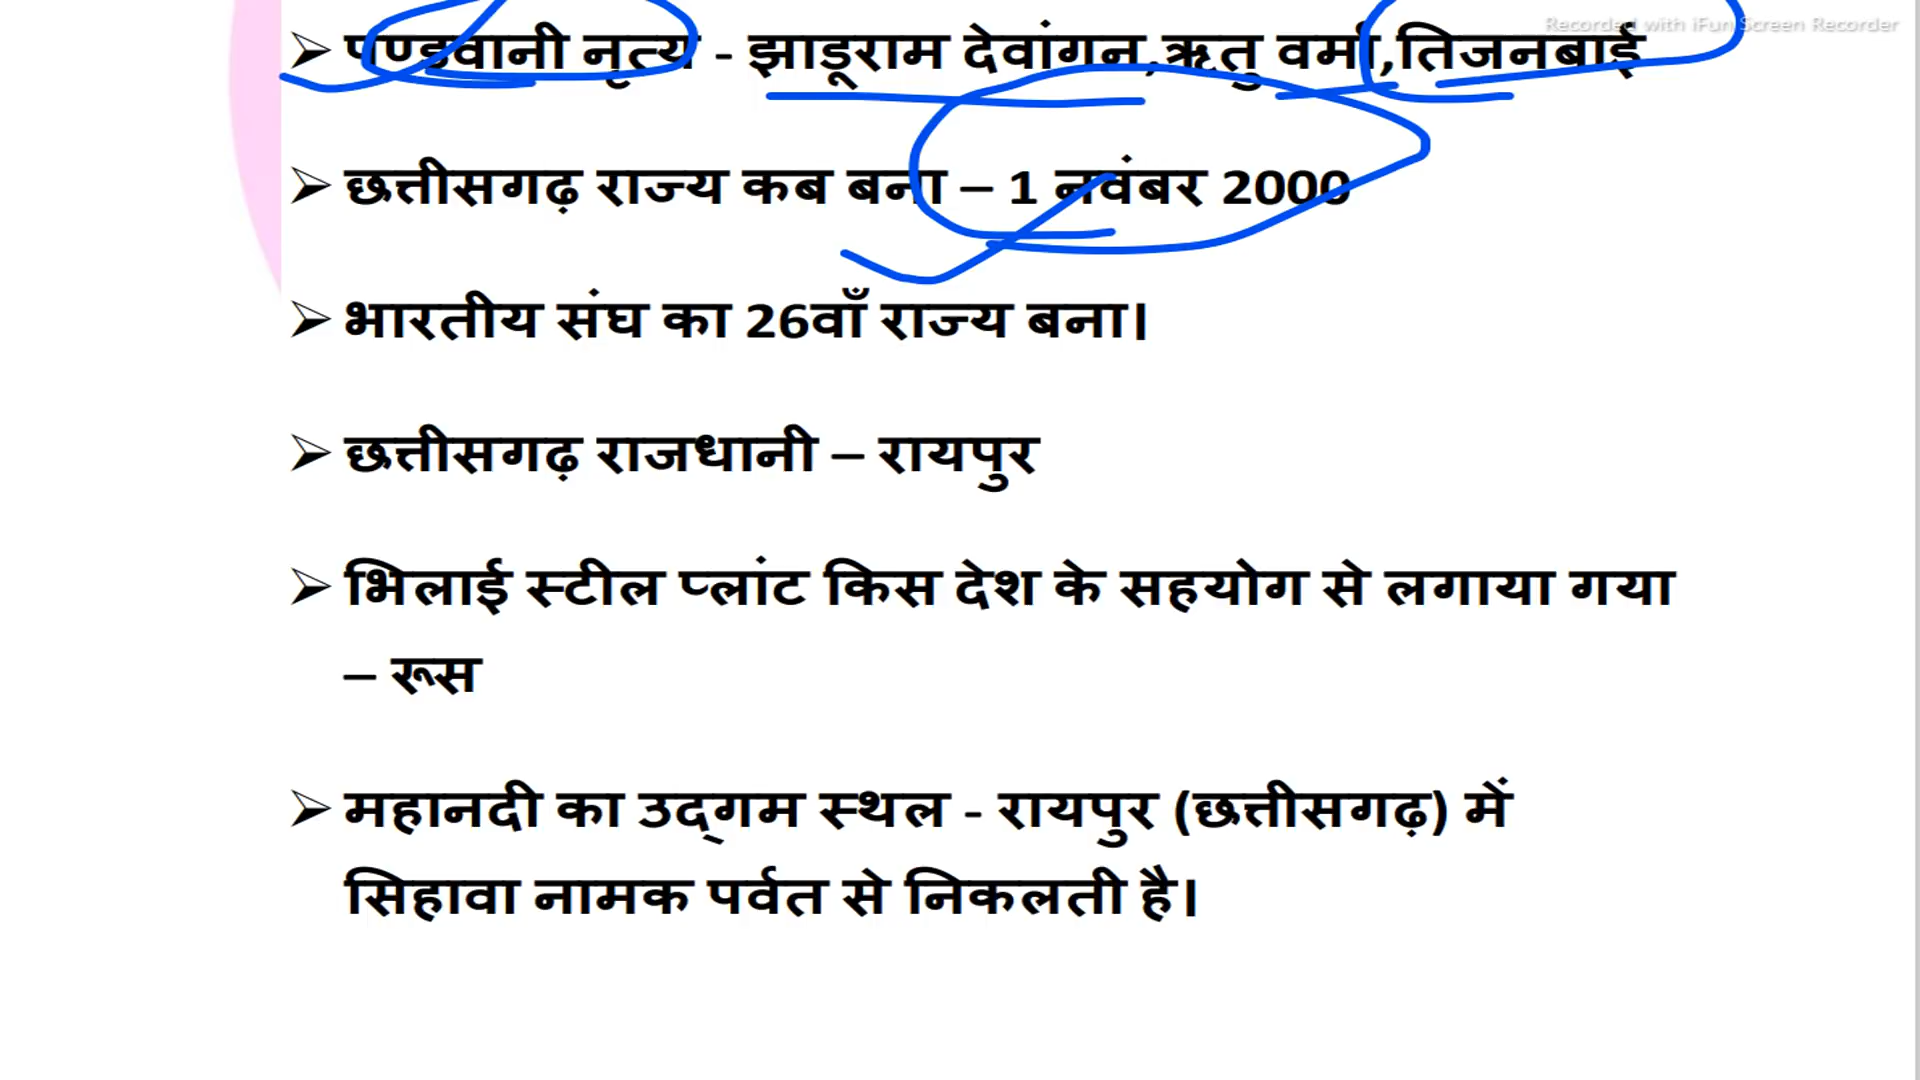 Recorded with iFun Screen Recorder
पण्डवानी नृत्य - झाडूराम देवांगन,ऋतु वर्मा,तिजनबाई
छत्तीसगढ़ राज्य कब बना – 1 नवंबर 2000
भारतीय संघ का 26वाँ राज्य बना।
छत्तीसगढ़ राजधानी – रायपुर
भिलाई स्टील प्लांट किस देश के सहयोग से लगाया गया
– रूस
महानदी का उद्‌गम स्थल - रायपुर (छत्तीसगढ़) में
सिहावा नामक पर्वत से निकलती है।